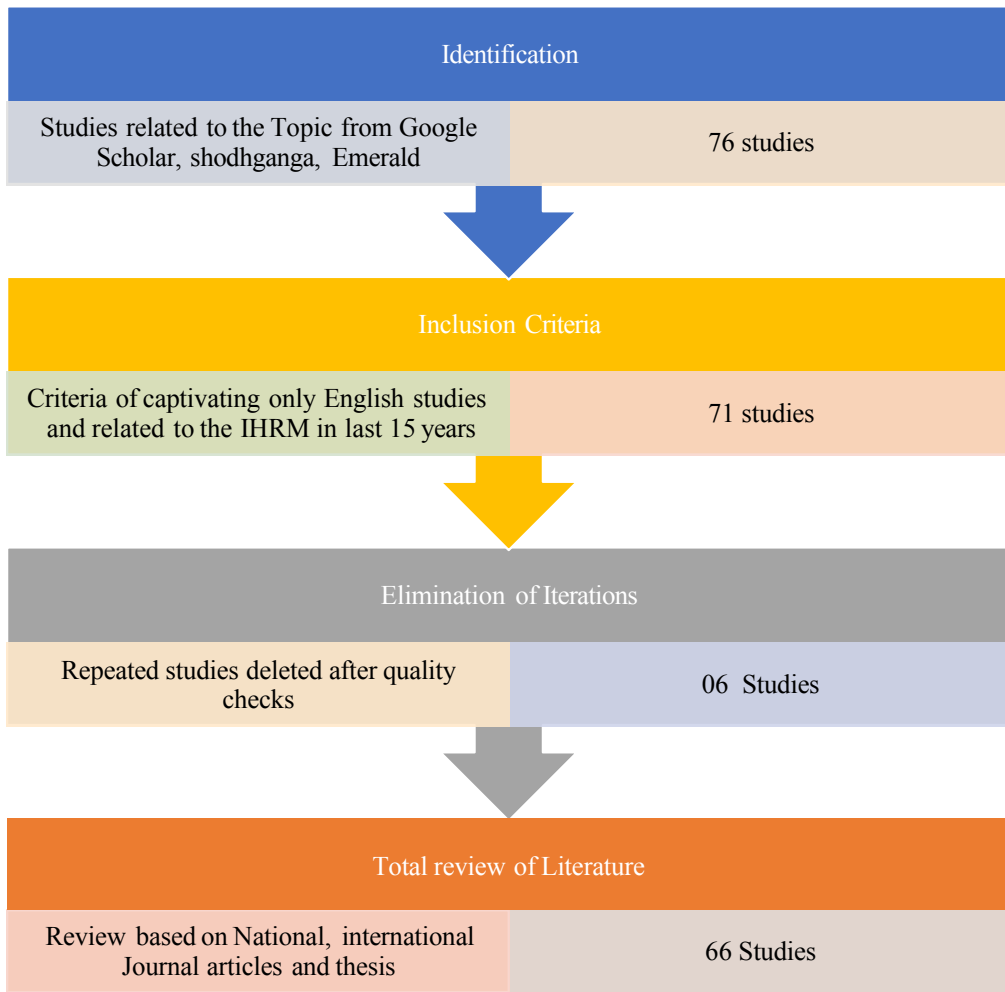 Identification
Studies related to the Topic from Google
Scholar, shodhganga, Emerald
76 studies
Inclusion Criteria
Criteria of captivating only English studies
and related to the IHRM in last 15 years
71 studies
Elimination of Iterations
Repeated studies deleted after quality
checks
06 Studies
Total review of Literature
Review based on National, international
Journal articles and thesis
66 Studies